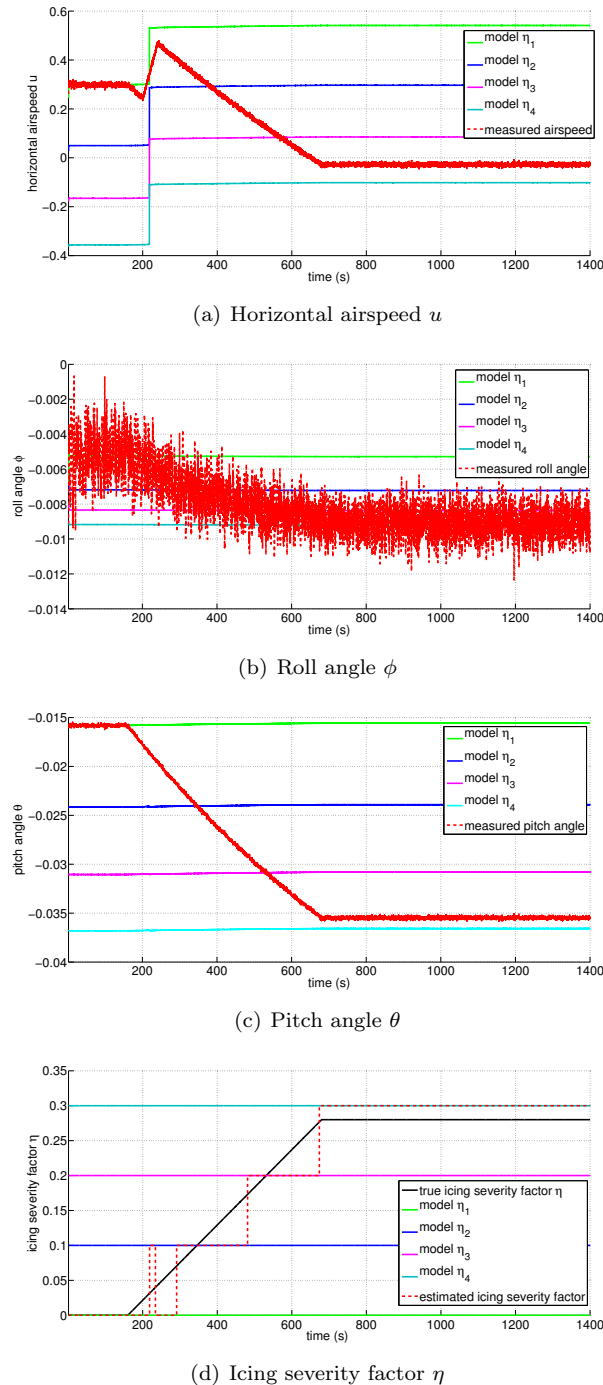 0.6
0.4
0.2
0
−0.2
−0.4
horizontal airspeed u
model η1
model η2
model η3
model η4
measured airspeed
200 400 600 800 1000 1200 1400
time (s)
(a) Horizontal airspeed u
0
−0.002
−0.004
−0.006
−0.008
−0.01
−0.012
−0.014
roll angle ϕ
model η1
model η2
model η3
model η4
measured roll angle
200 400 600 800 1000 1200 1400
time (s)
(b) Roll angle ϕ
−0.015
−0.02
−0.025
−0.03
−0.035
−0.04
pitch angle θ
model η1
model η2
model η3
model η4
measured pitch angle
200 400 600 800 1000 1200 1400
time (s)
(c) Pitch angle θ
0.35
0.3
0.25
0.2
0.15
0.1
0.05
0
icing severity factor η
true icing severity factor η
model η1
model η2
model η3
model η4
estimated icing severity factor
200 400 600 800 1000 1200 1400
time (s)
(d) Icing severity factor η